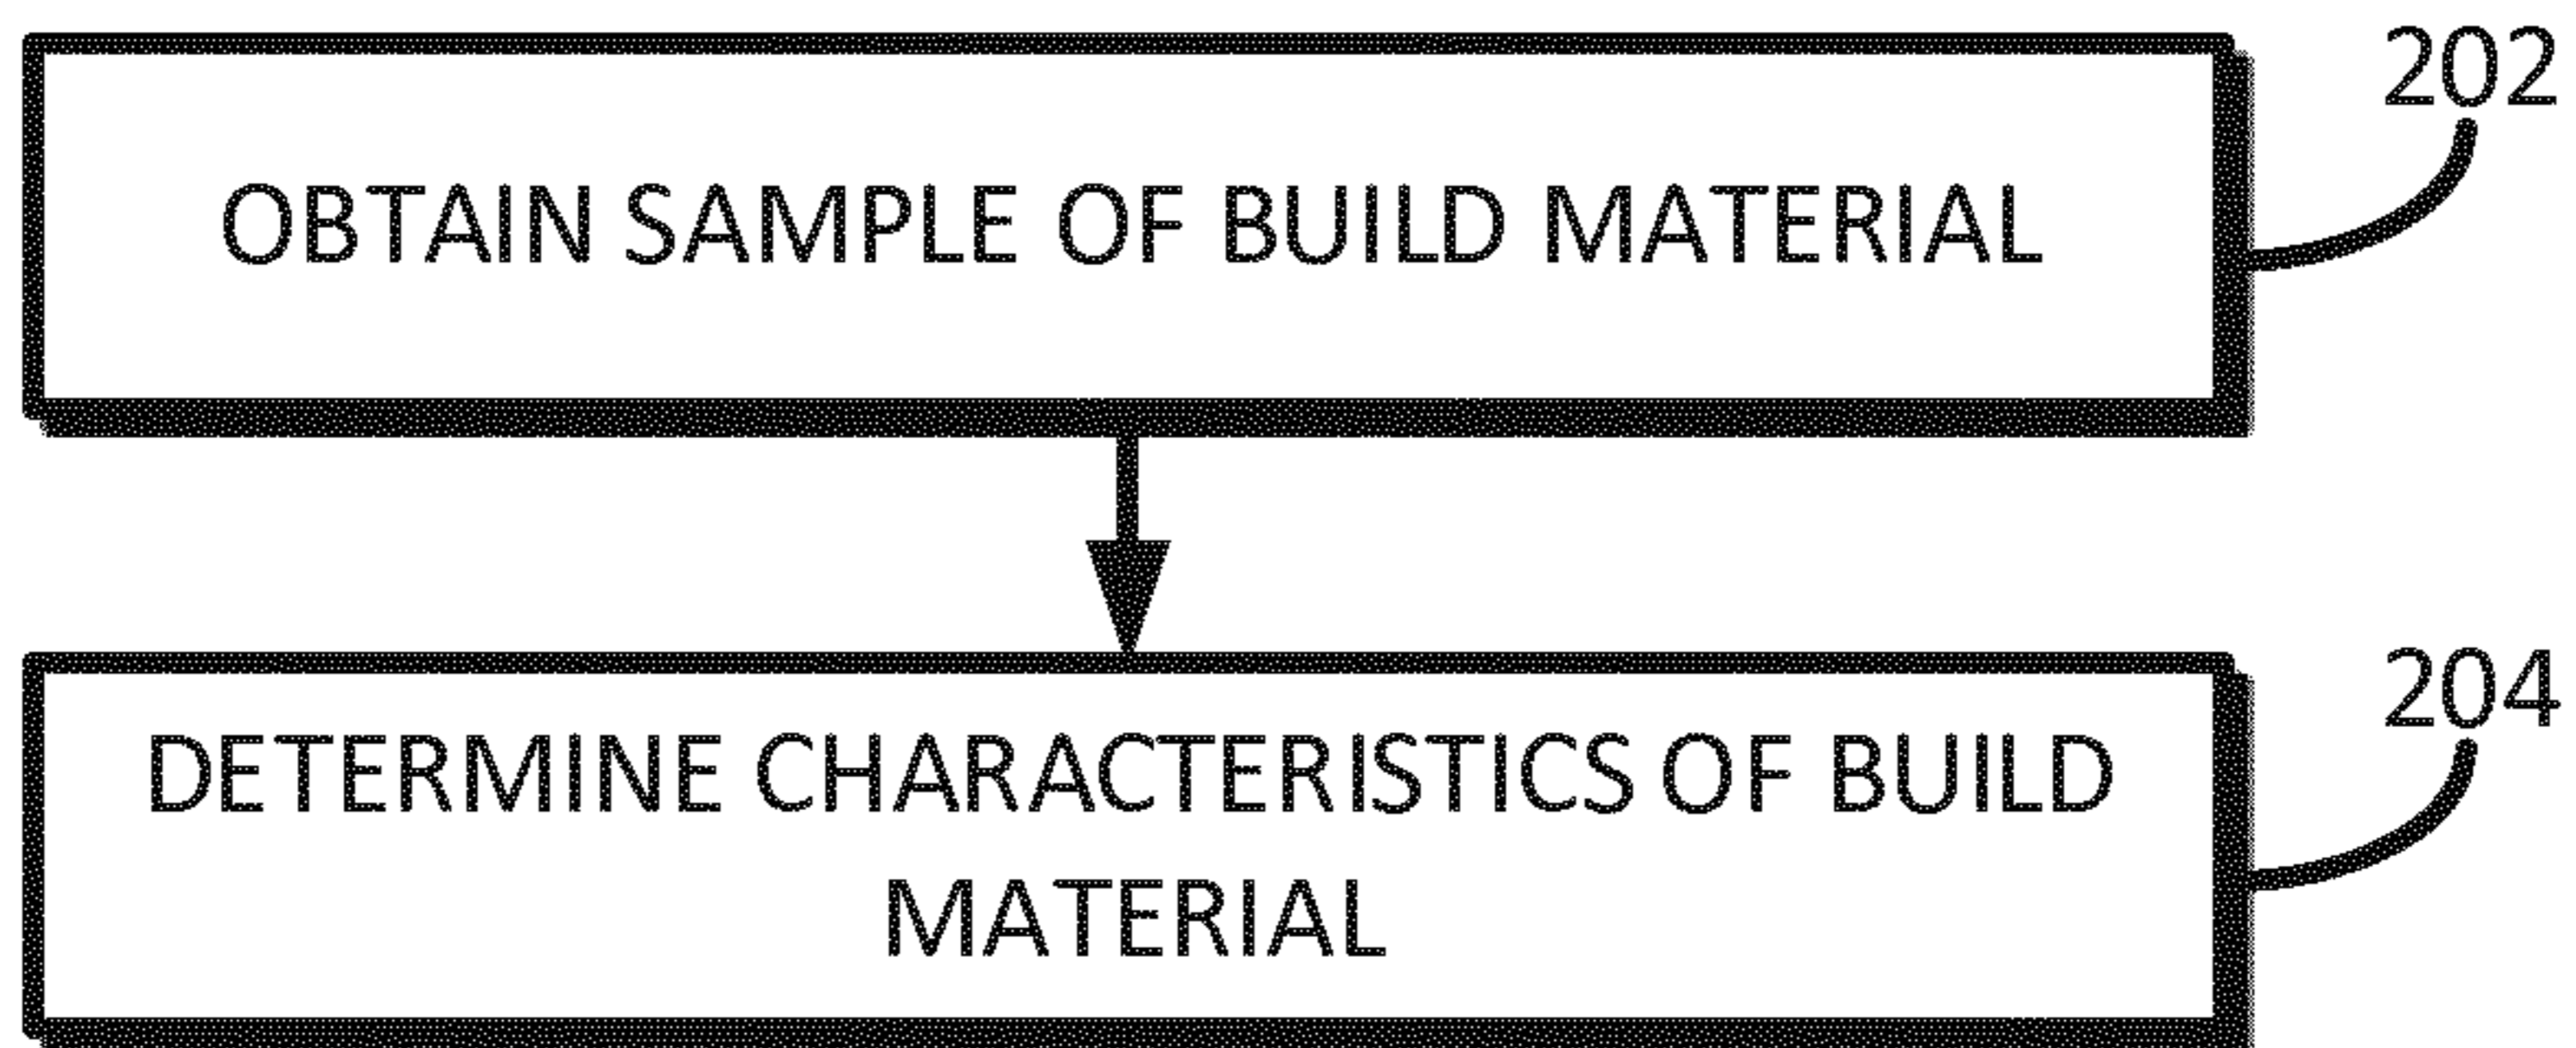 202
OBTAIN SAMPLE OF BUILD MATERIAL
204
DETERMINE CHARACTERISTICS OF BUILD
MATERIAL